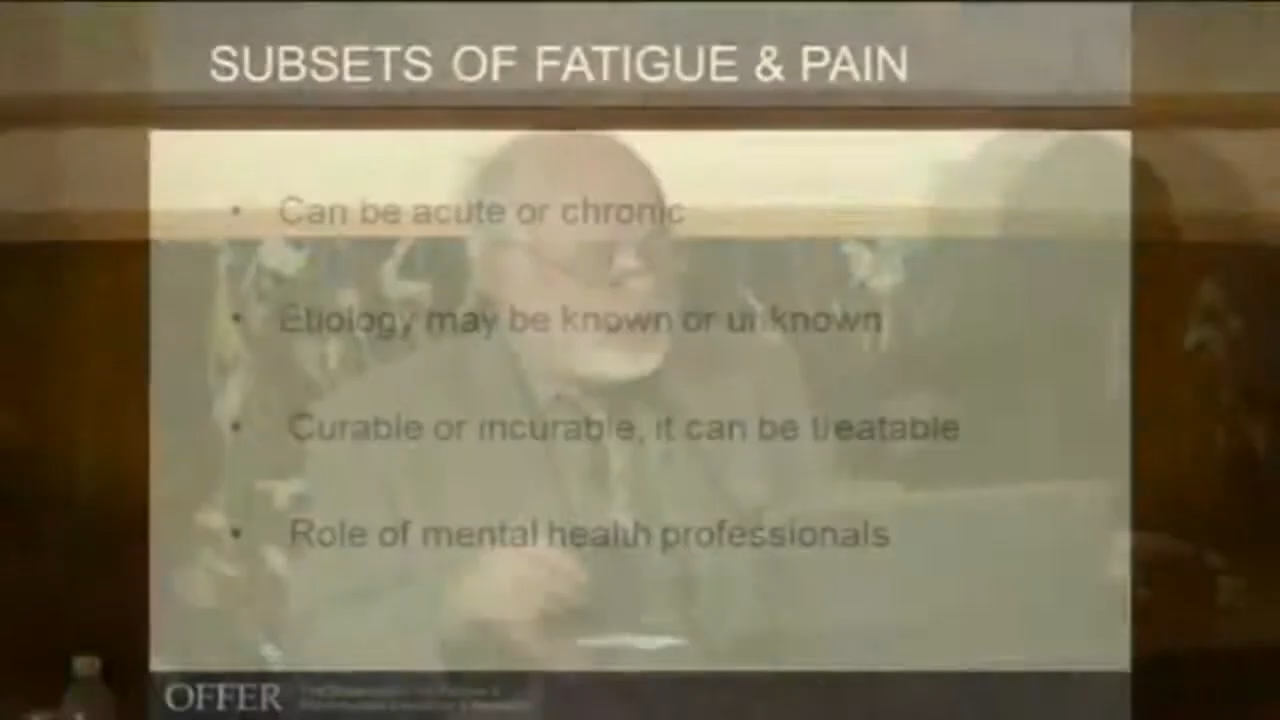 SUBSETS OF FATIGUE & PAIN
• Can be acute or chronic
• Etiology may be known or unknown
• Curable or incurable, it can be treatable
• Role of mental health professionals
OFFER